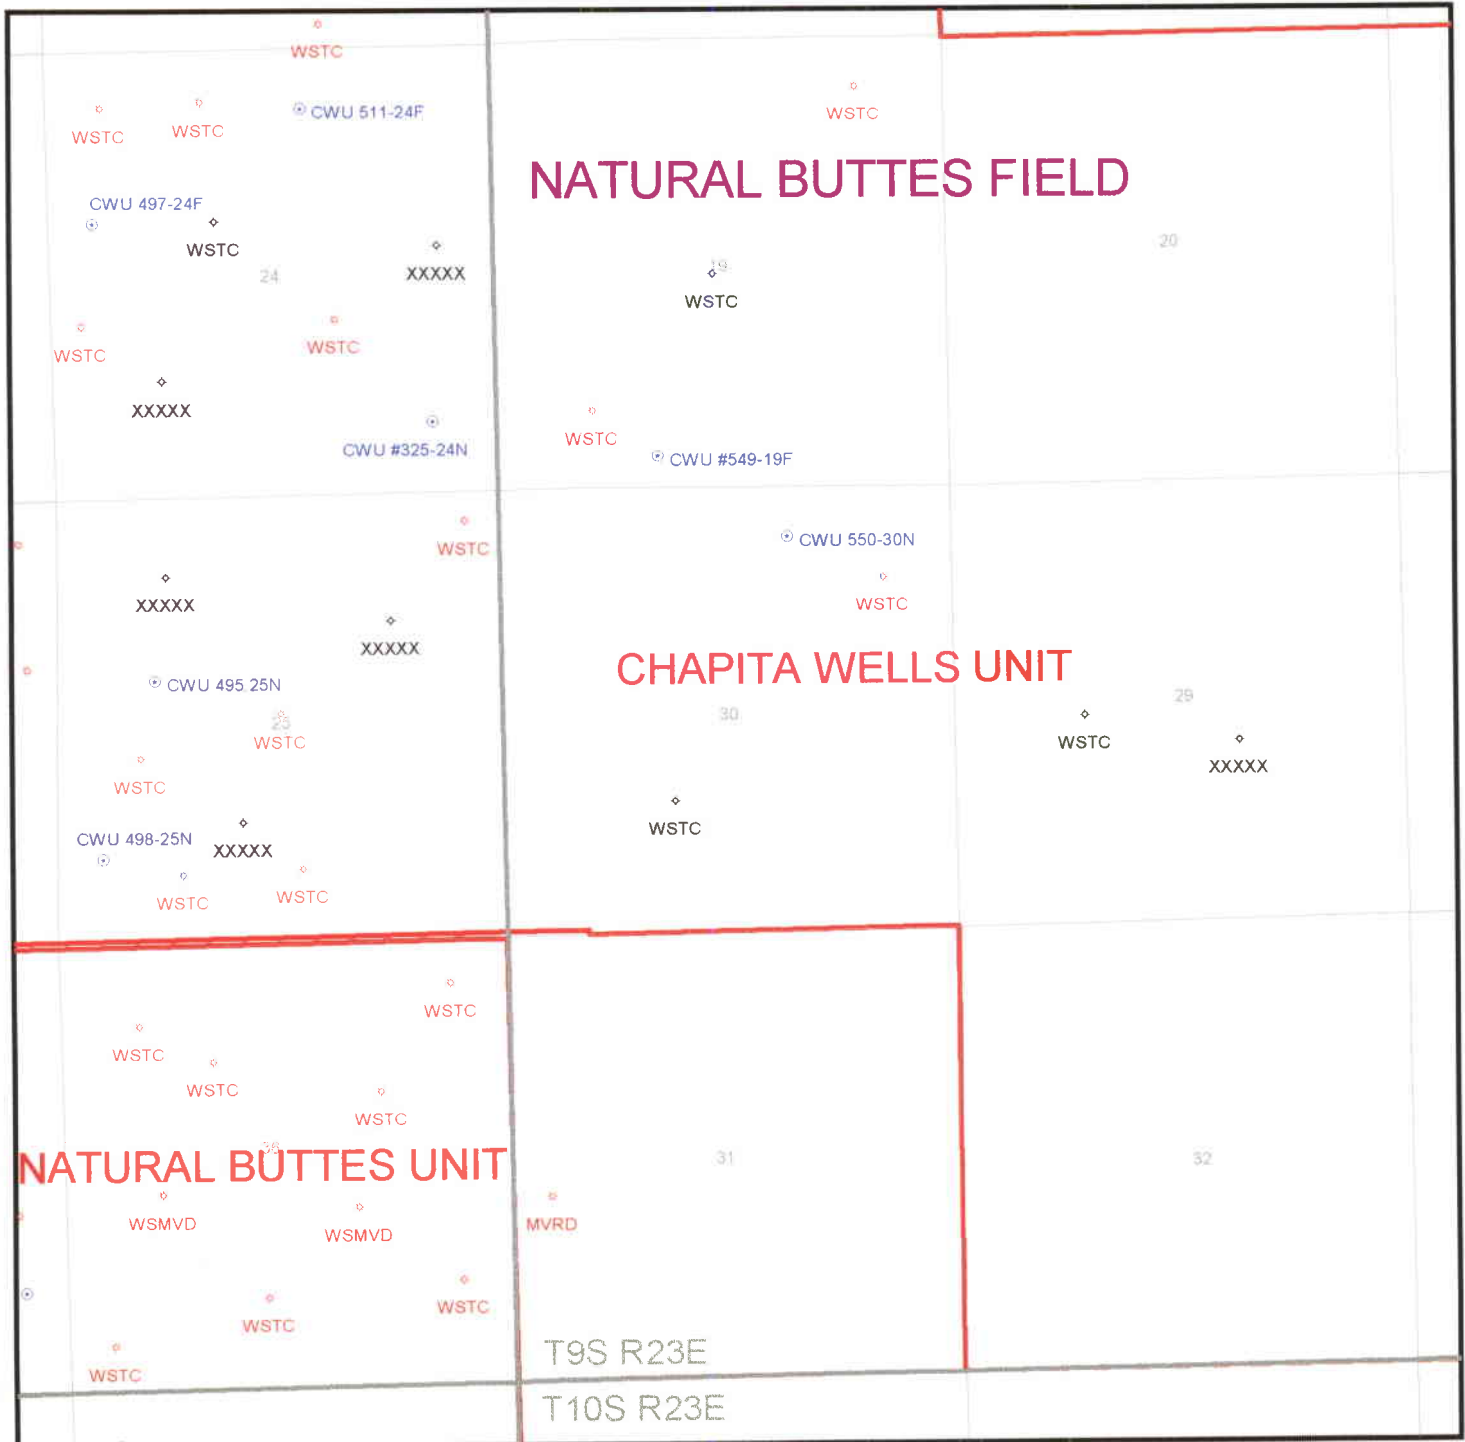 WSTC
WSTC
WSTC
CWU 511-24F
WSTC
NATURAL BUTTES FIELD
CWU 497-24F
WSTC
24
XXXXX
19
WSTC
20
WSTC
WSTC
XXXXX
WSTC
CWU #325-24N
CWU #549-19F
WSTC
CWU 550-30N
XXXXX
WSTC
XXXXX
CHAPITA WELLS UNIT
CWU 495 25N
25
WSTC
30
29
WSTC
XXXXX
WSTC
CWU 498-25N
XXXXX
WSTC
WSTC
WSTC
WSTC
WSTC
WSTC
WSTC
36
NATURAL BUTTES UNIT
31
32
WSMVD
WSMVD
MVRD
WSTC
WSTC
WSTC
T9S R23E
T10S R23E